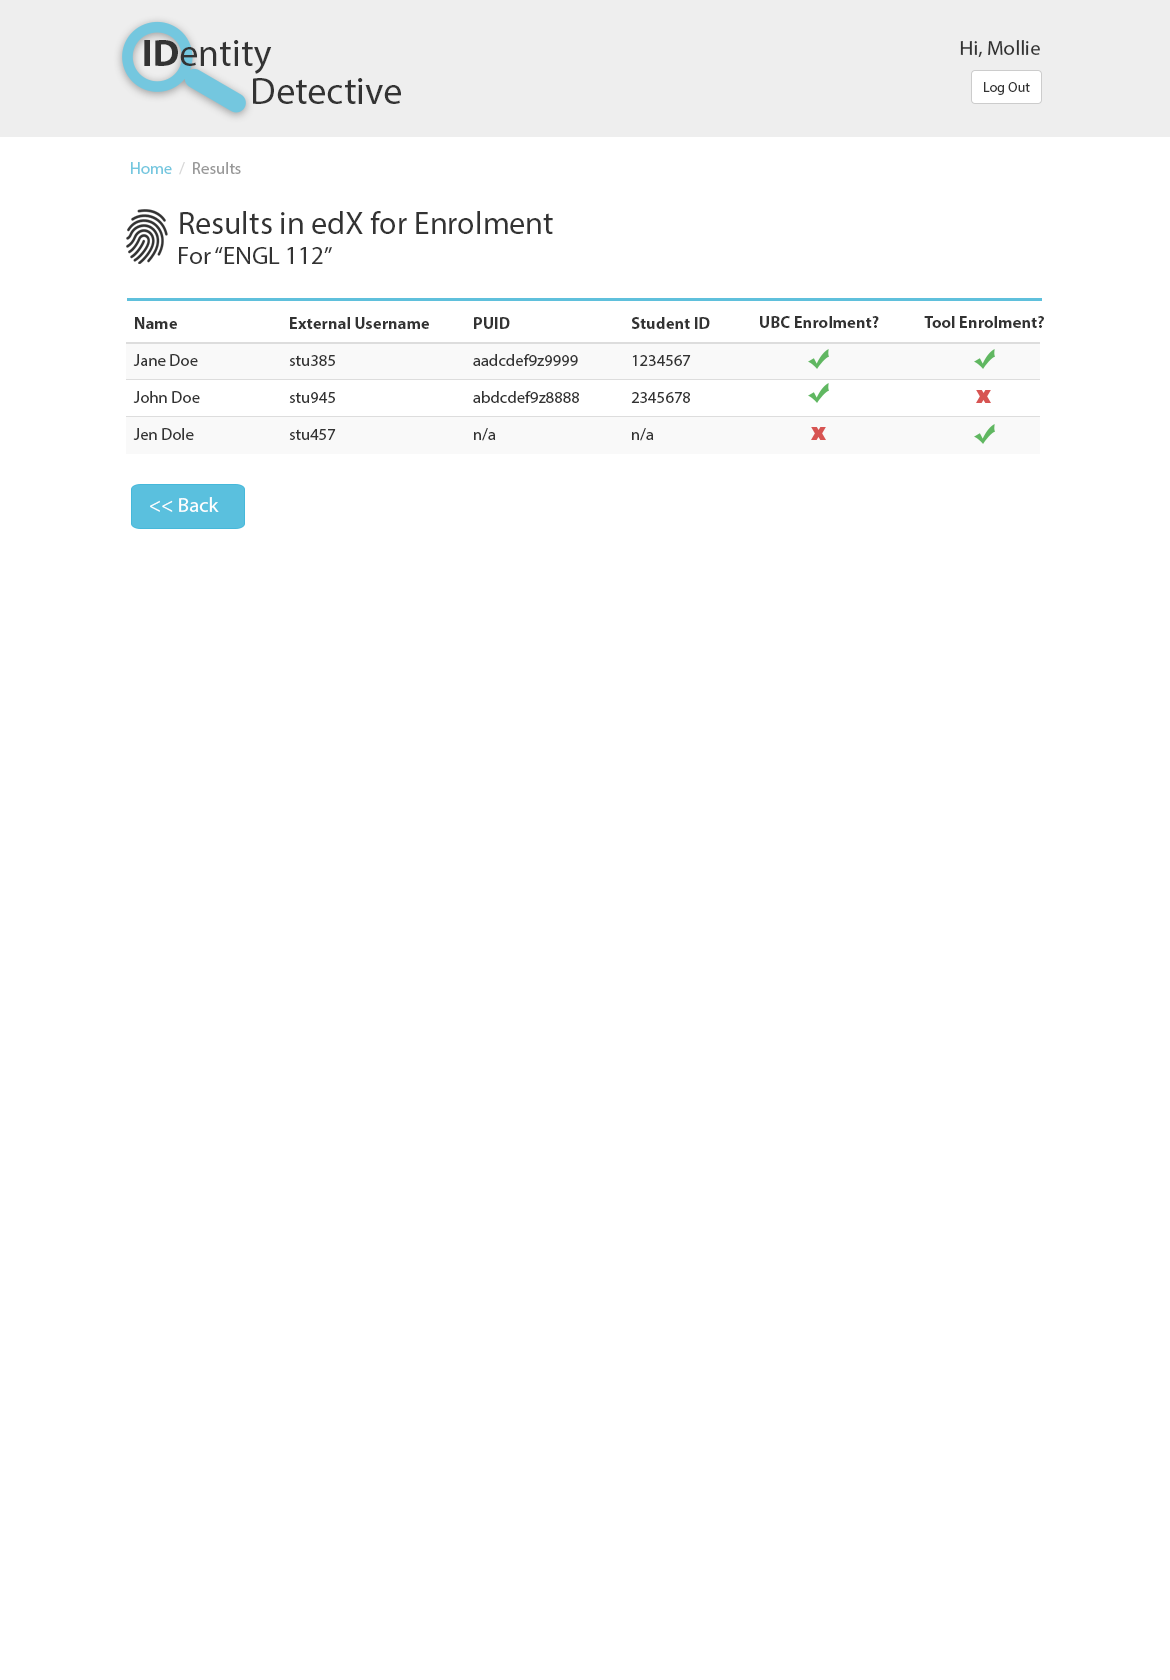 IDentity
Detective
Hi, Mollie
Log Out
Home / Results
Results in edX for Enrolment
For “ENGL 112”
Name External Username PUID Student ID UBC Enrolment? Tool Enrolment?
Jane Doe stu385 aadcdef9z9999 1234567
John Doe stu945 abdcdef9z8888 2345678
Jen Dole stu457 n/a n/a
<< Back